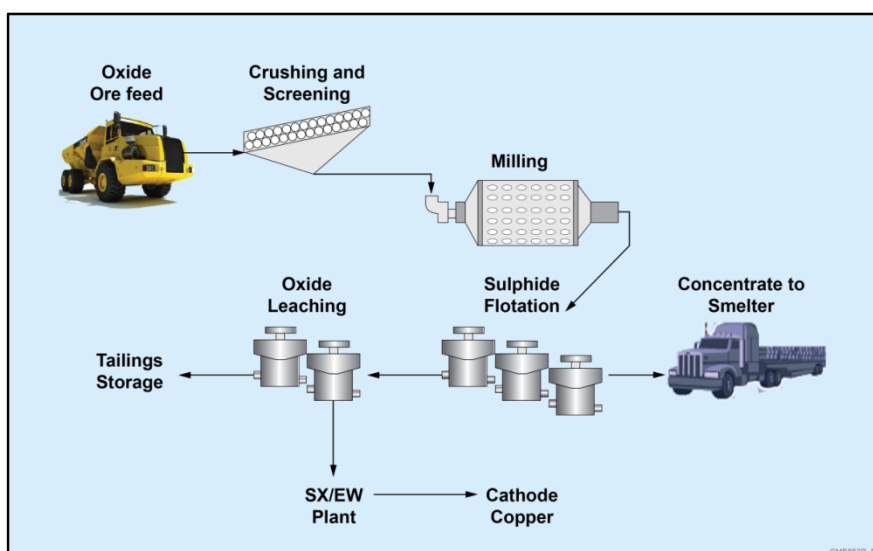 Oxide
Ore feed
Crushing and
Screening
Milling
Oxide
Leaching
Sulphide
Flotation
Concentrate to
Smelter
Tailings
Storage
SX/EW
Plant
Cathode
Copper